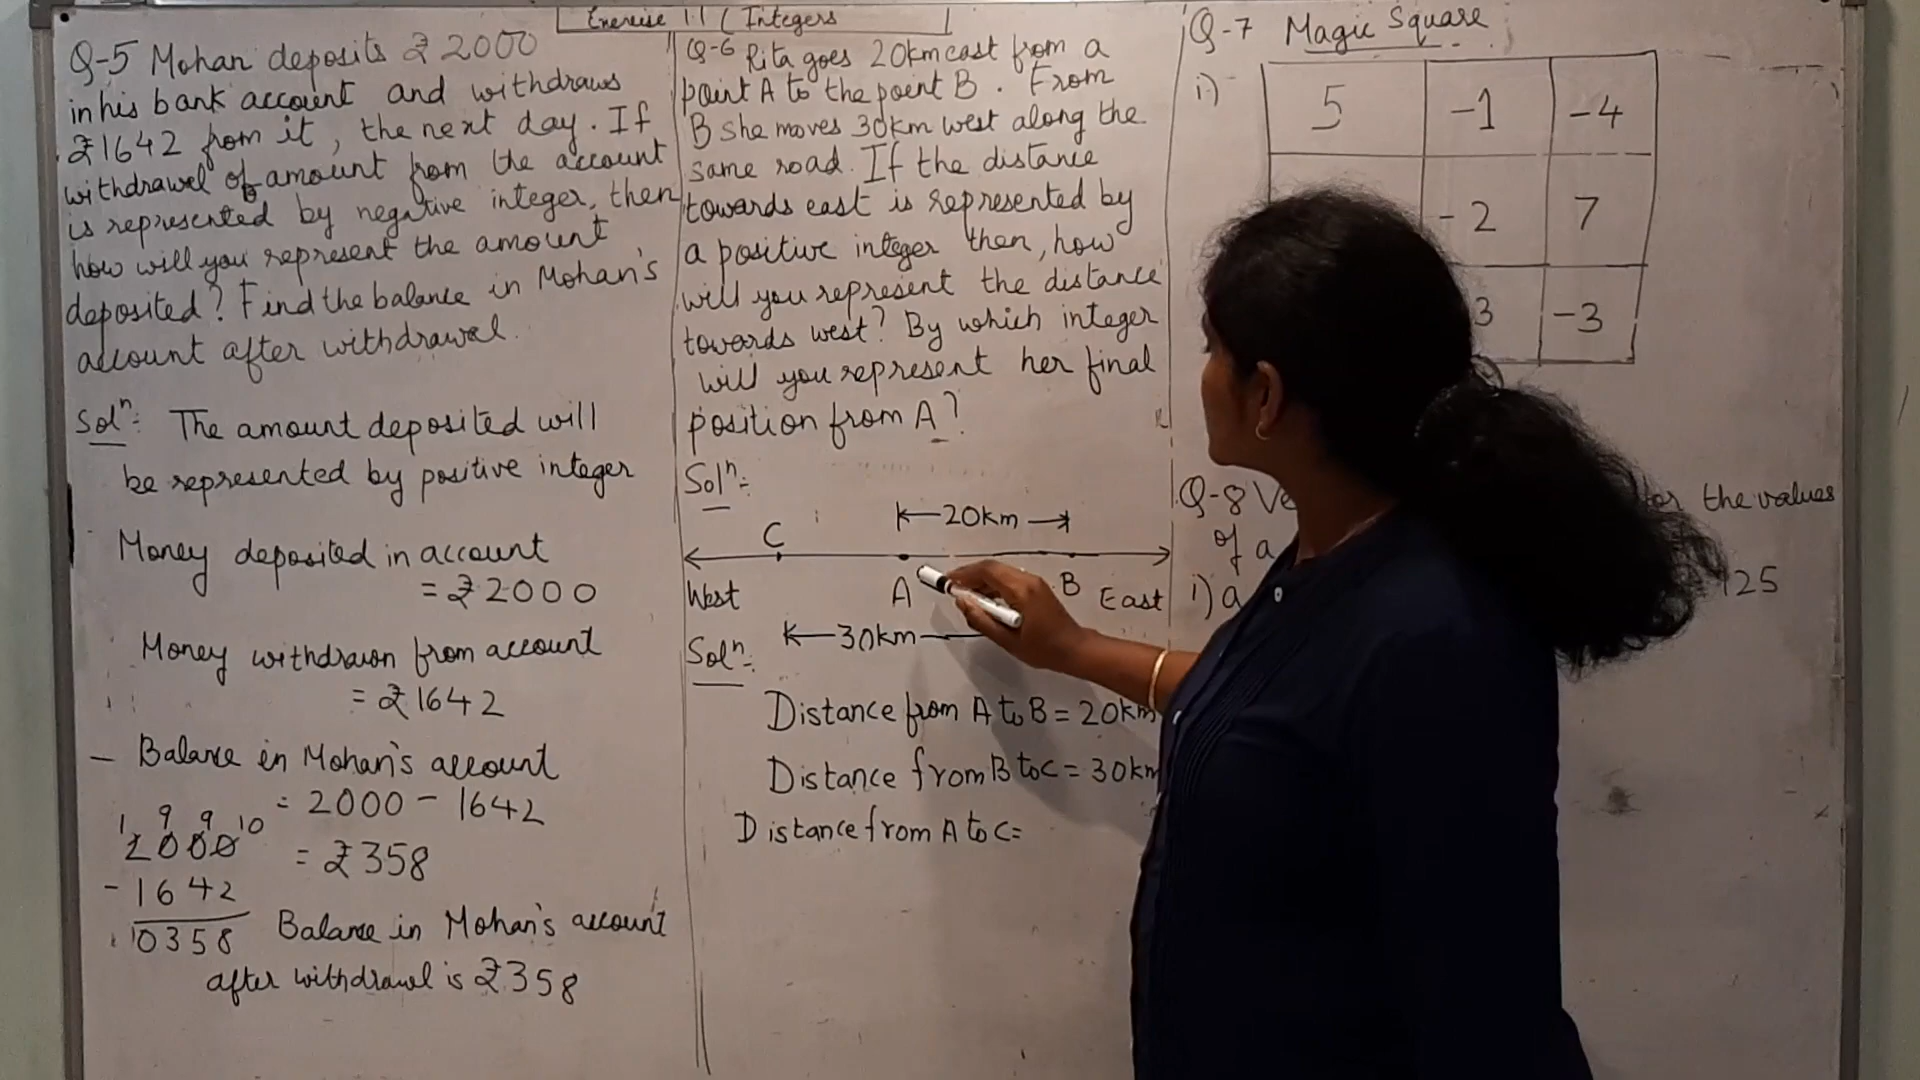 Exercise 1.1 (Integers
Q-5 Mohan deposits ₹2000
in his bank account and withdraws
₹1642 from it, the next day. If
withdrawel of amount from the account
is represented by negative integer, then
how will you represent the amount
deposited? Find the balance in Mohan's
account after withdrawal.
Solⁿ:
The amount deposited will
be represented by positive integer
Money deposited in account
= ₹2000
Money withdrawn from account
= ₹1642
- Balance in Mohan's account
= 2000 - 1642
1 9 9 10
2000
= ₹358
- 1642
0358
Balance in Mohan's account
after withdrawl is ₹358
Q-6 Rita goes 20km east from a
point A to the point B. From
B she moves 30km west along the
same road. If the distance
towards east is represented by
a positive integer then, how
will you represent the distance
towards west? By which integer
will you represent her final
position from A?
Solⁿ:
20km
C
A
B
West
East
30km
Solⁿ:
Distance from A to B = 20km
Distance from B to C = 30km
Distance from A to C=
Q-7 Magic Square
i)
5 -1 -4
-2 7
3 -3
Q-8
for the values
of a
i) a
125